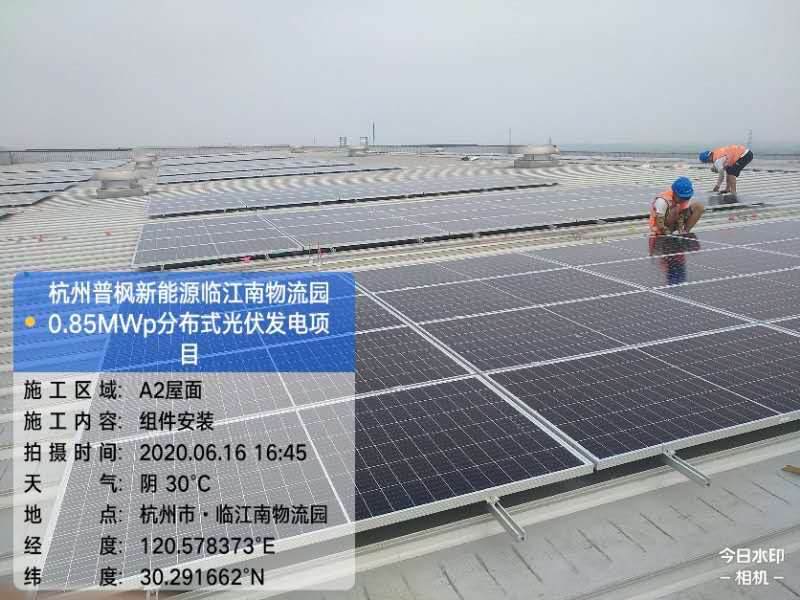 杭州普枫新能源临江南物流园
0.85MWp分布式光伏发电项
目
施工区域: A2屋面
施工内容: 组件安装
拍摄时间: 2020.06.16 16:45
天气: 阴 30℃
地点: 杭州市·临江南物流园
经度: 120.578373°E
纬度: 30.291662°N
今日水印
－相机－